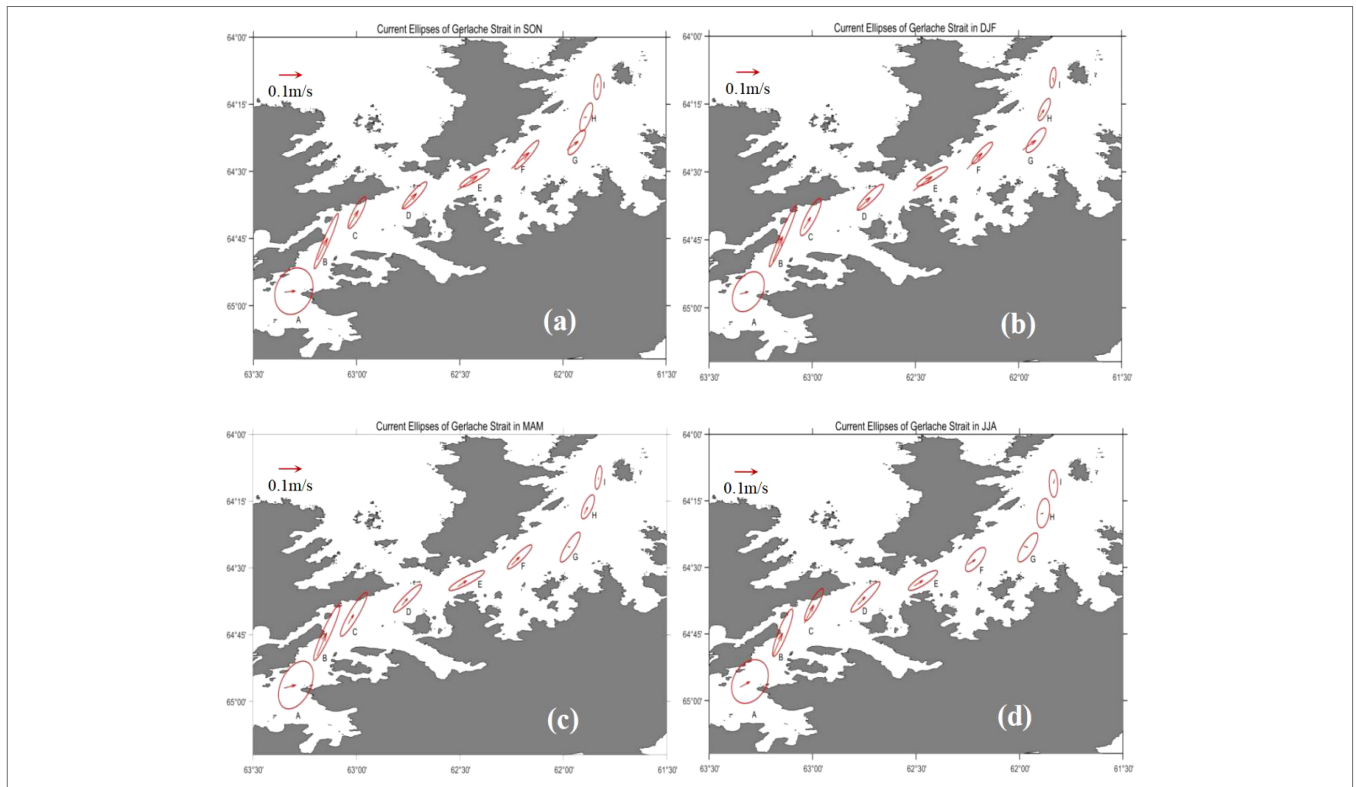 Current Ellipses of Gerlache Strait in SON
64°00'
64°15'
64°30'
64°45'
65°00'
0.1m/s
I
H
G
F
E
D
C
B
A
(a)
63°30'
63°00'
62°30'
62°00'
61°30'
Current Ellipses of Gerlache Strait in DJF
64°00'
64°15'
64°30'
64°45'
65°00'
0.1m/s
I
H
G
F
E
D
C
B
A
(b)
63°30'
63°00'
62°30'
62°00'
61°30'
Current Ellipses of Gerlache Strait in MAM
64°00'
64°15'
64°30'
64°45'
65°00'
0.1m/s
I
H
G
F
E
D
C
B
A
(c)
63°30'
63°00'
62°30'
62°00'
61°30'
Current Ellipses of Gerlache Strait in JJA
64°00'
64°15'
64°30'
64°45'
65°00'
0.1m/s
I
H
G
F
E
D
C
B
A
(d)
63°30'
63°00'
62°30'
62°00'
61°30'